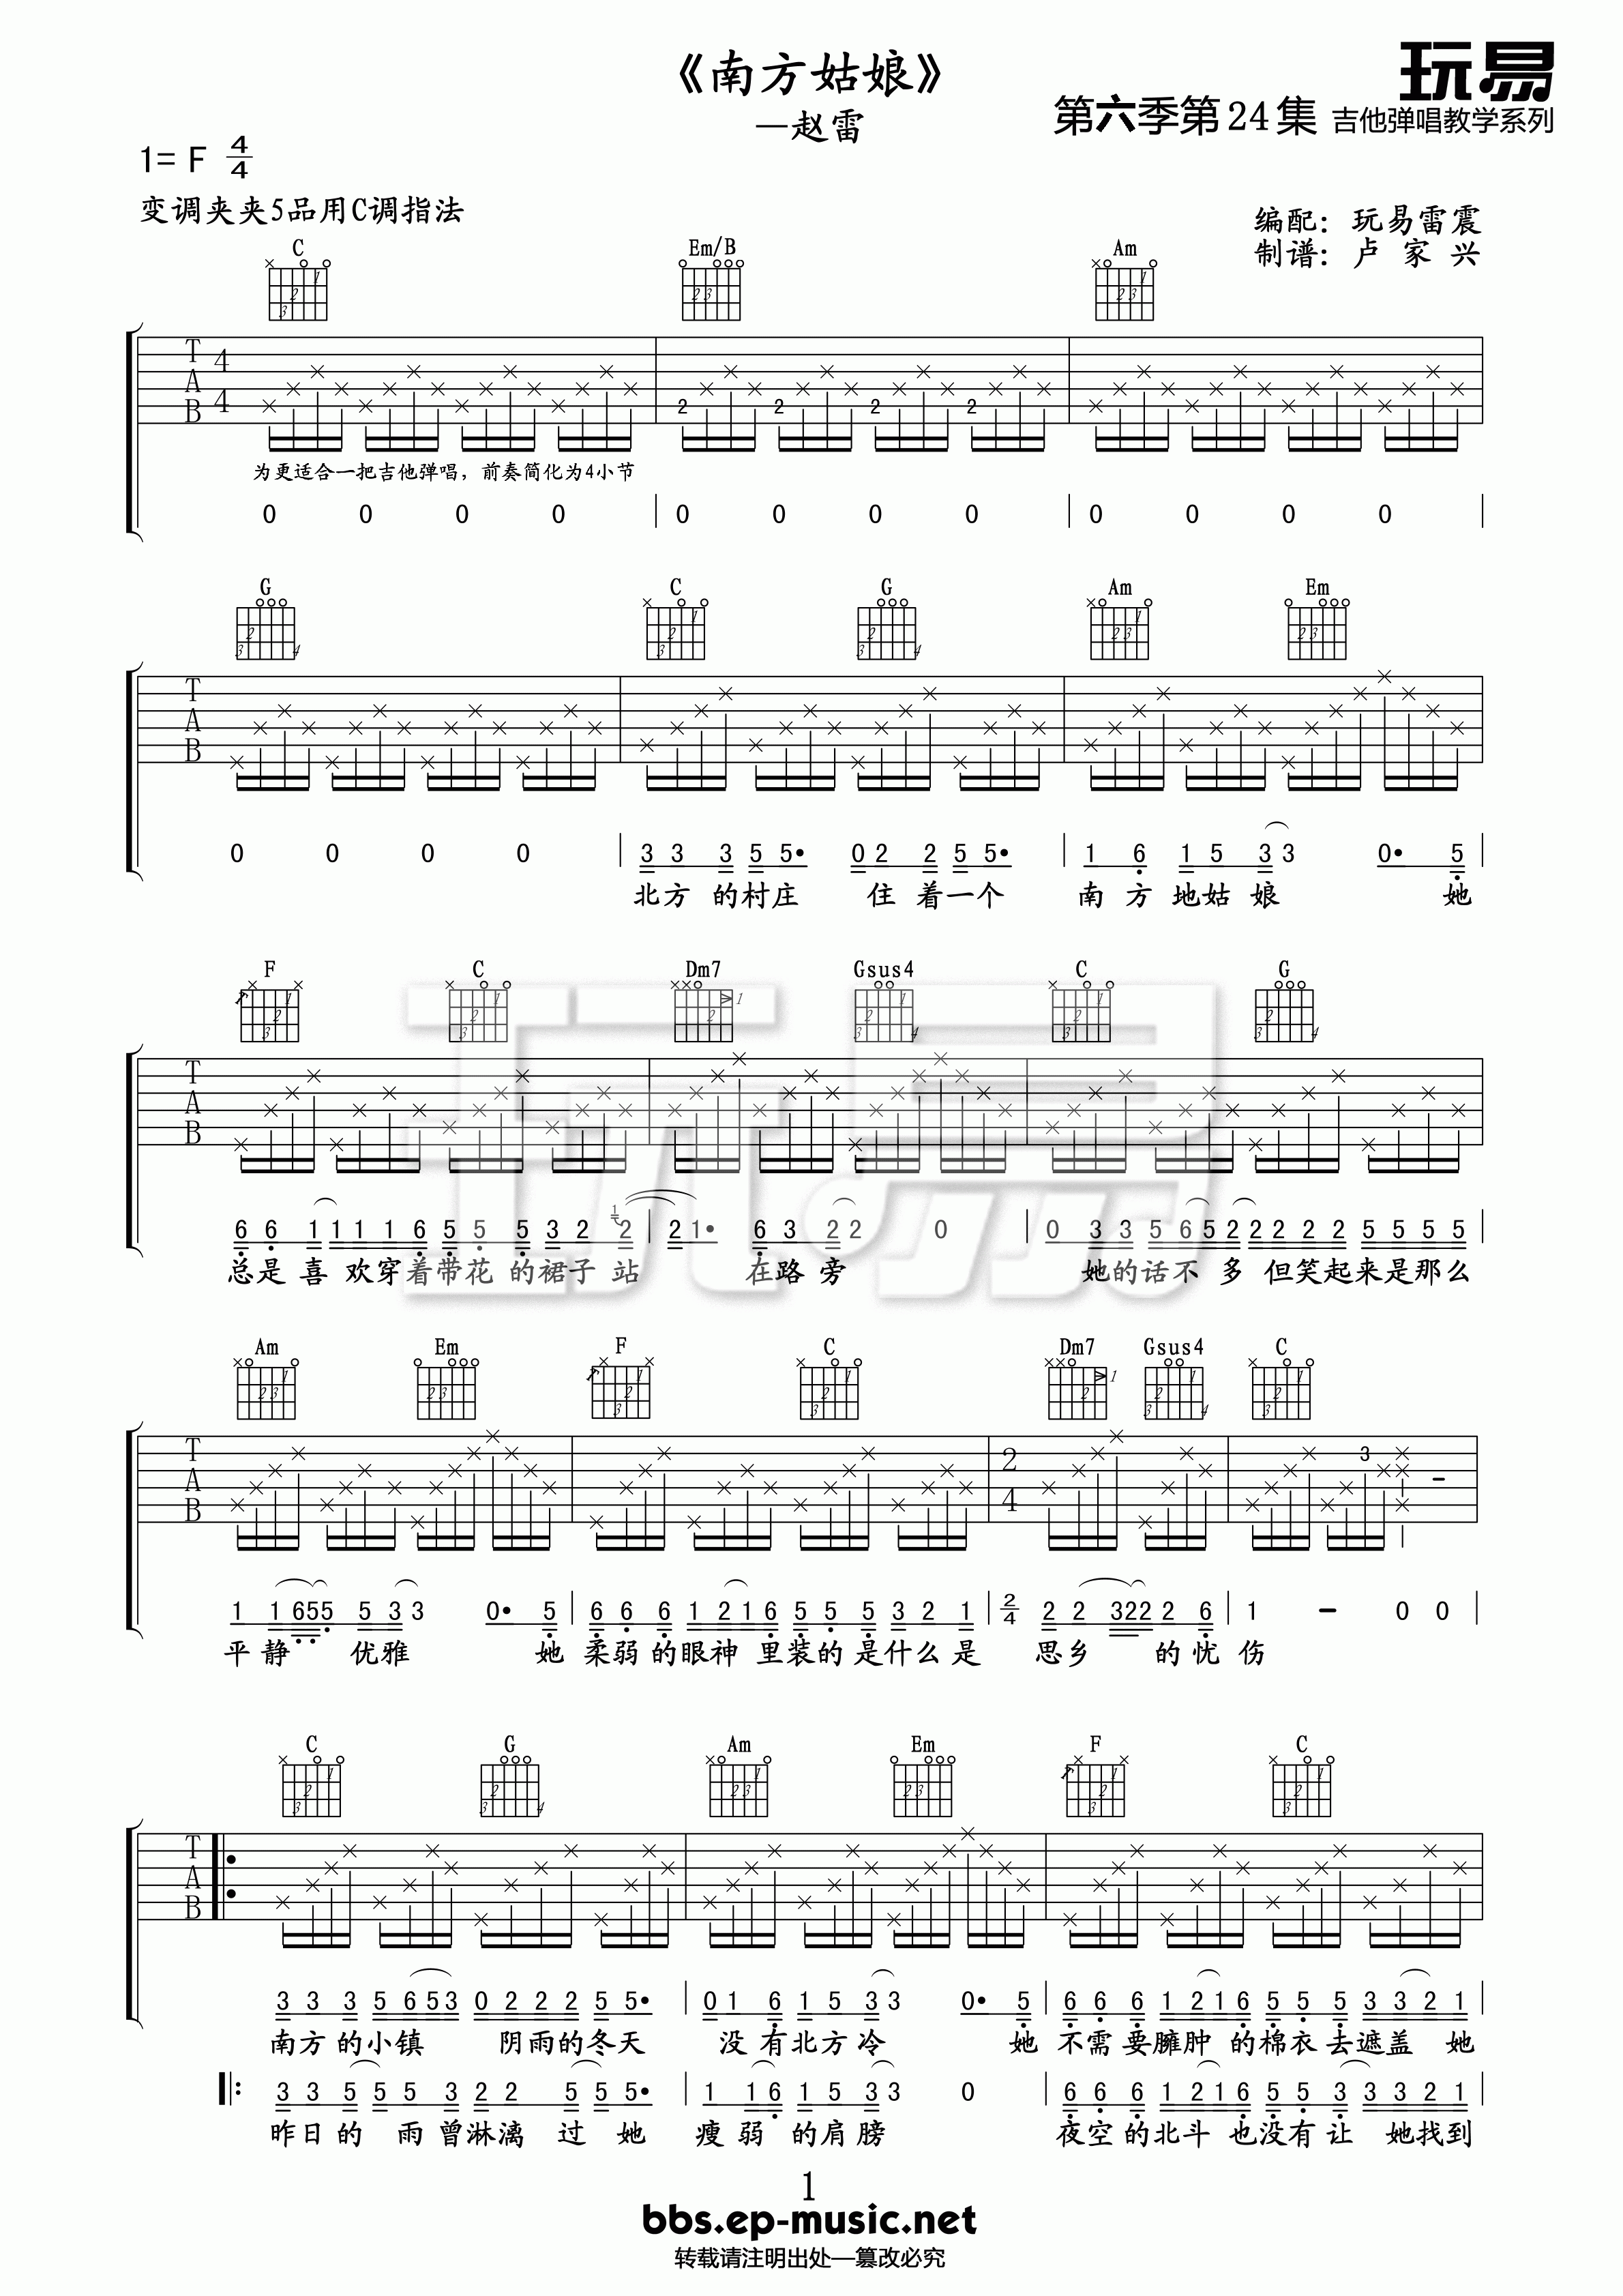 《南方姑娘》
—赵雷
玩易
第六季第24集 吉他弹唱教学系列
1= F 4/4
变调夹夹5品用C调指法
编配：玩易雷震
制谱：卢 家 兴
C Em/B Am
T A B 4 4
2 2 2 2
为更适合一把吉他弹唱，前奏简化为4小节
0 0 0 0 | 0 0 0 0 | 0 0 0 0 |
G C G Am Em
T A B
0 0 0 0 | 3 3 3 5 5• 0 2 2 5 5• | 1 6 1 5 3 3 0• 5 |
北方 的村庄 住 着一个 南 方 地姑 娘 她
F C Dm7 Gsus4 C G
T A B
6 6 1 1 1 1 6 5 5 5 3 2 1 2 | 2 1• 6 3 2 2 0 | 0 3 3 5 6 5 2 2 2 2 2 5 5 5 5 |
总是 喜 欢穿着带花 的裙子 站 在路 旁 她的话不 多 但笑起来是那么
Am Em F C Dm7 Gsus4 C
T A B 2 4 3
1 1 6 5 5 5 3 3 0• 5 | 6 6 6 1 2 1 6 5 5 5 3 2 1 | 2/4 2 2 3 2 2 2 6 | 1 - 0 0 |
平 静 优雅 她 柔弱 的眼神 里装的 是什么是 思乡 的忧 伤
C G Am Em F C
T A B
3 3 3 5 6 5 3 0 2 2 2 5 5• | 0 1 6 1 5 3 3 0• 5 | 6 6 6 1 2 1 6 5 5 5 3 3 2 1 |
南方 的小镇 阴雨的冬天 没 有北方冷 她 不需 要臃肿 的棉衣 去遮盖 她
|: 3 3 5 5 5 3 2 2 5 5 5• | 1 1 6 1 5 3 3 0 | 6 6 6 1 2 1 6 5 5 3 3 2 1 |
昨日 的 雨 曾淋漓 过 她 瘦 弱 的肩膀 夜空 的北斗 也没有 让 她找到
1
bbs.ep-music.net
转载请注明出处—篡改必究